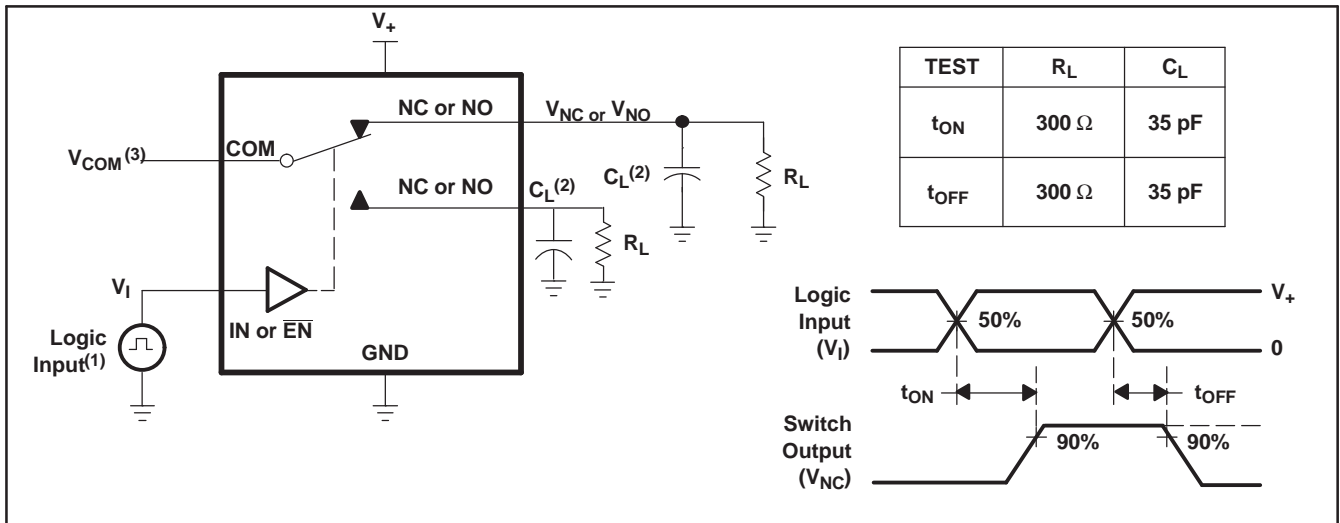 V+
NC or NO
VNC or VNO
VCOM(3)
COM
CL(2)
RL
NC or NO
CL(2)
RL
VI
IN or E̅N̅
Logic
Input(1)
GND
TEST RL CL
tON 300 Ω 35 pF
tOFF 300 Ω 35 pF
Logic
Input
(VI)
50%
50%
V+
0
tON
tOFF
Switch
Output
(VNC)
90%
90%